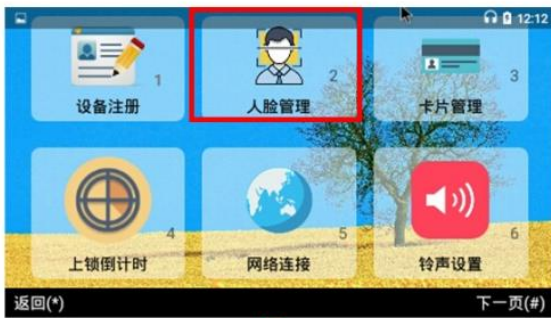 12:12
1
2
3
设备注册
人脸管理
卡片管理
4
5
6
上锁倒计时
网络连接
铃声设置
返回(*)
下一页(#)